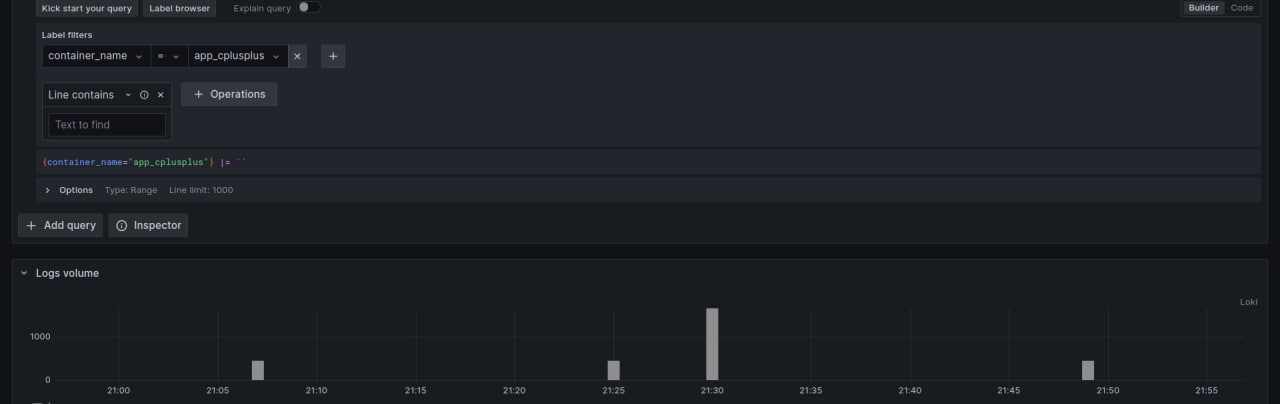 Kick start your query Label browser Explain query Builder Code
Label filters
container_name = app_cplusplus
Line contains + Operations
Text to find
{container_name="app_cplusplus"} |= ``
Options Type: Range Line limit: 1000
+ Add query Inspector
Logs volume
Loki
1000
0
21:00 21:05 21:10 21:15 21:20 21:25 21:30 21:35 21:40 21:45 21:50 21:55